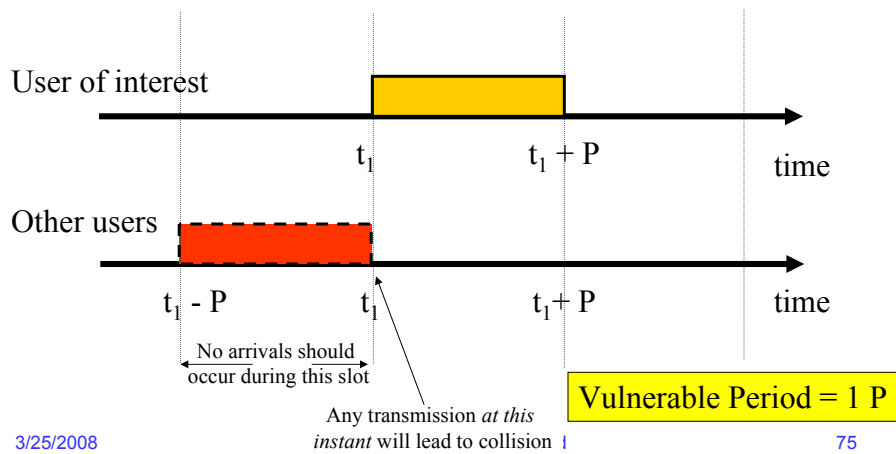 User of interest
t1
t1 + P
time
Other users
t1 - P
t1
t1+ P
time
No arrivals should
occur during this slot
Vulnerable Period = 1 P
Any transmission at this
instant will lead to collision
3/25/2008
75